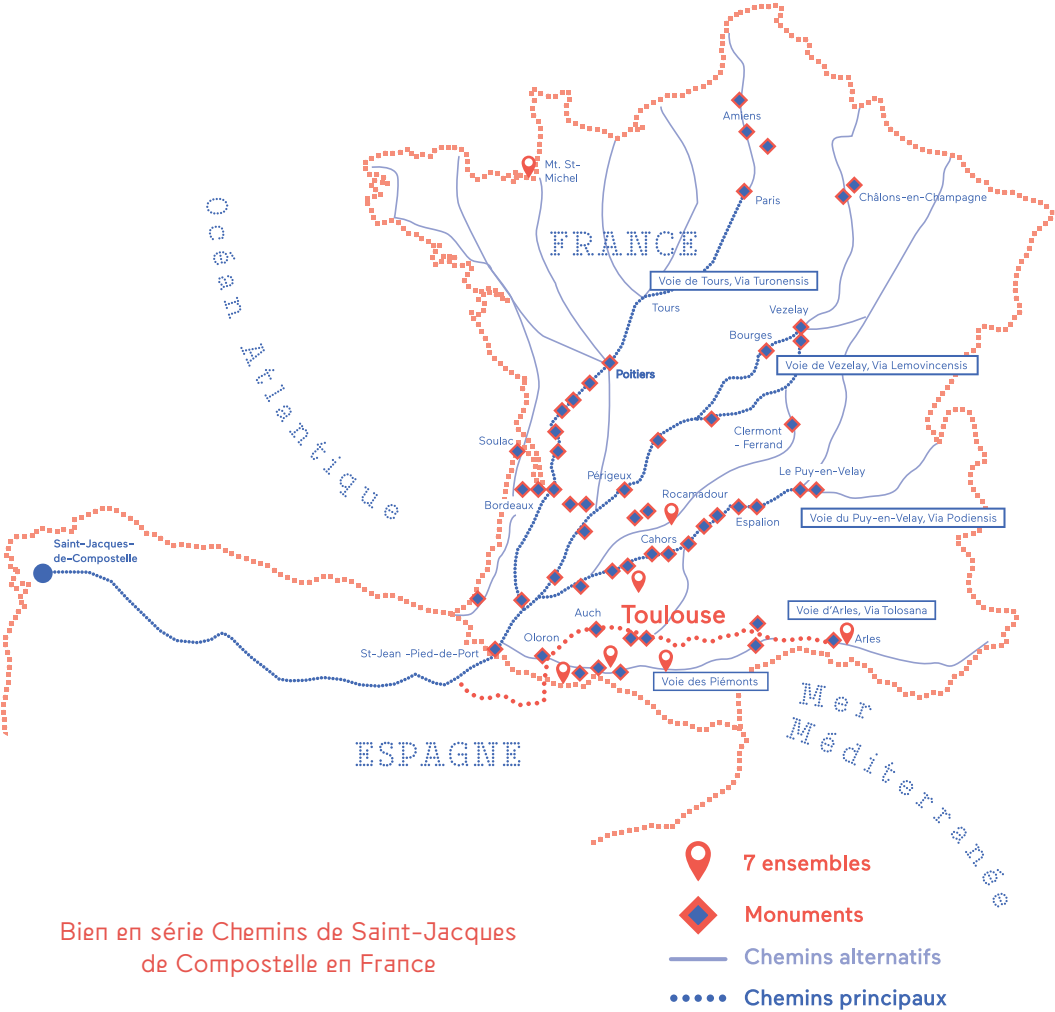 Amiens
Mt. St-
Michel
Paris
Châlons-en-Champagne
Océan Atlantique
FRANCE
Voie de Tours, Via Turonensis
Tours
Vezelay
Bourges
Voie de Vezelay, Via Lemovincensis
Poitiers
Clermont
- Ferrand
Soulac
Le Puy-en-Velay
Périgeux
Rocamadour
Bordeaux
Espalion
Voie du Puy-en-Velay, Via Podiensis
Saint-Jacques-
de-Compostelle
Cahors
Auch
Toulouse
Voie d'Arles, Via Tolosana
Oloron
Arles
St-Jean -Pied-de-Port
Voie des Piémonts
Mer
Méditerranée
ESPAGNE
7 ensembles
Monuments
Chemins alternatifs
Chemins principaux
Bien en série Chemins de Saint-Jacques
de Compostelle en France